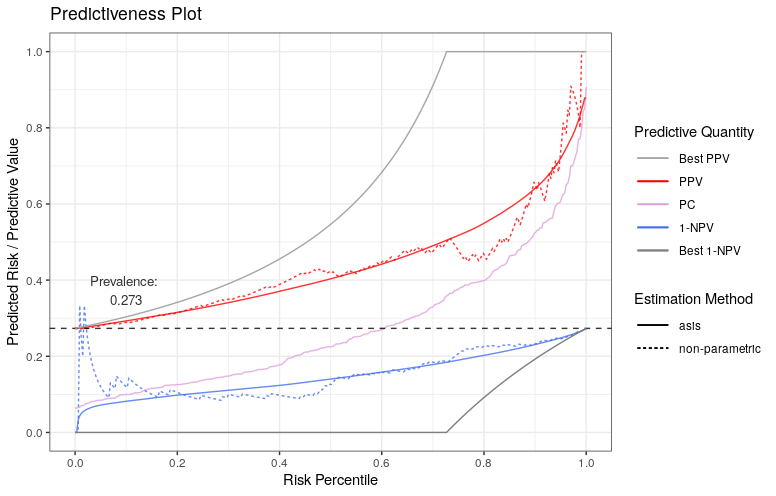 Predictiveness Plot
Predicted Risk / Predictive Value
1.0
0.8
0.6
0.4
0.2
0.0
Prevalence:
0.273
0.0
0.2
0.4
0.6
0.8
1.0
Risk Percentile
Predictive Quantity
Best PPV
PPV
PC
1-NPV
Best 1-NPV
Estimation Method
asis
non-parametric